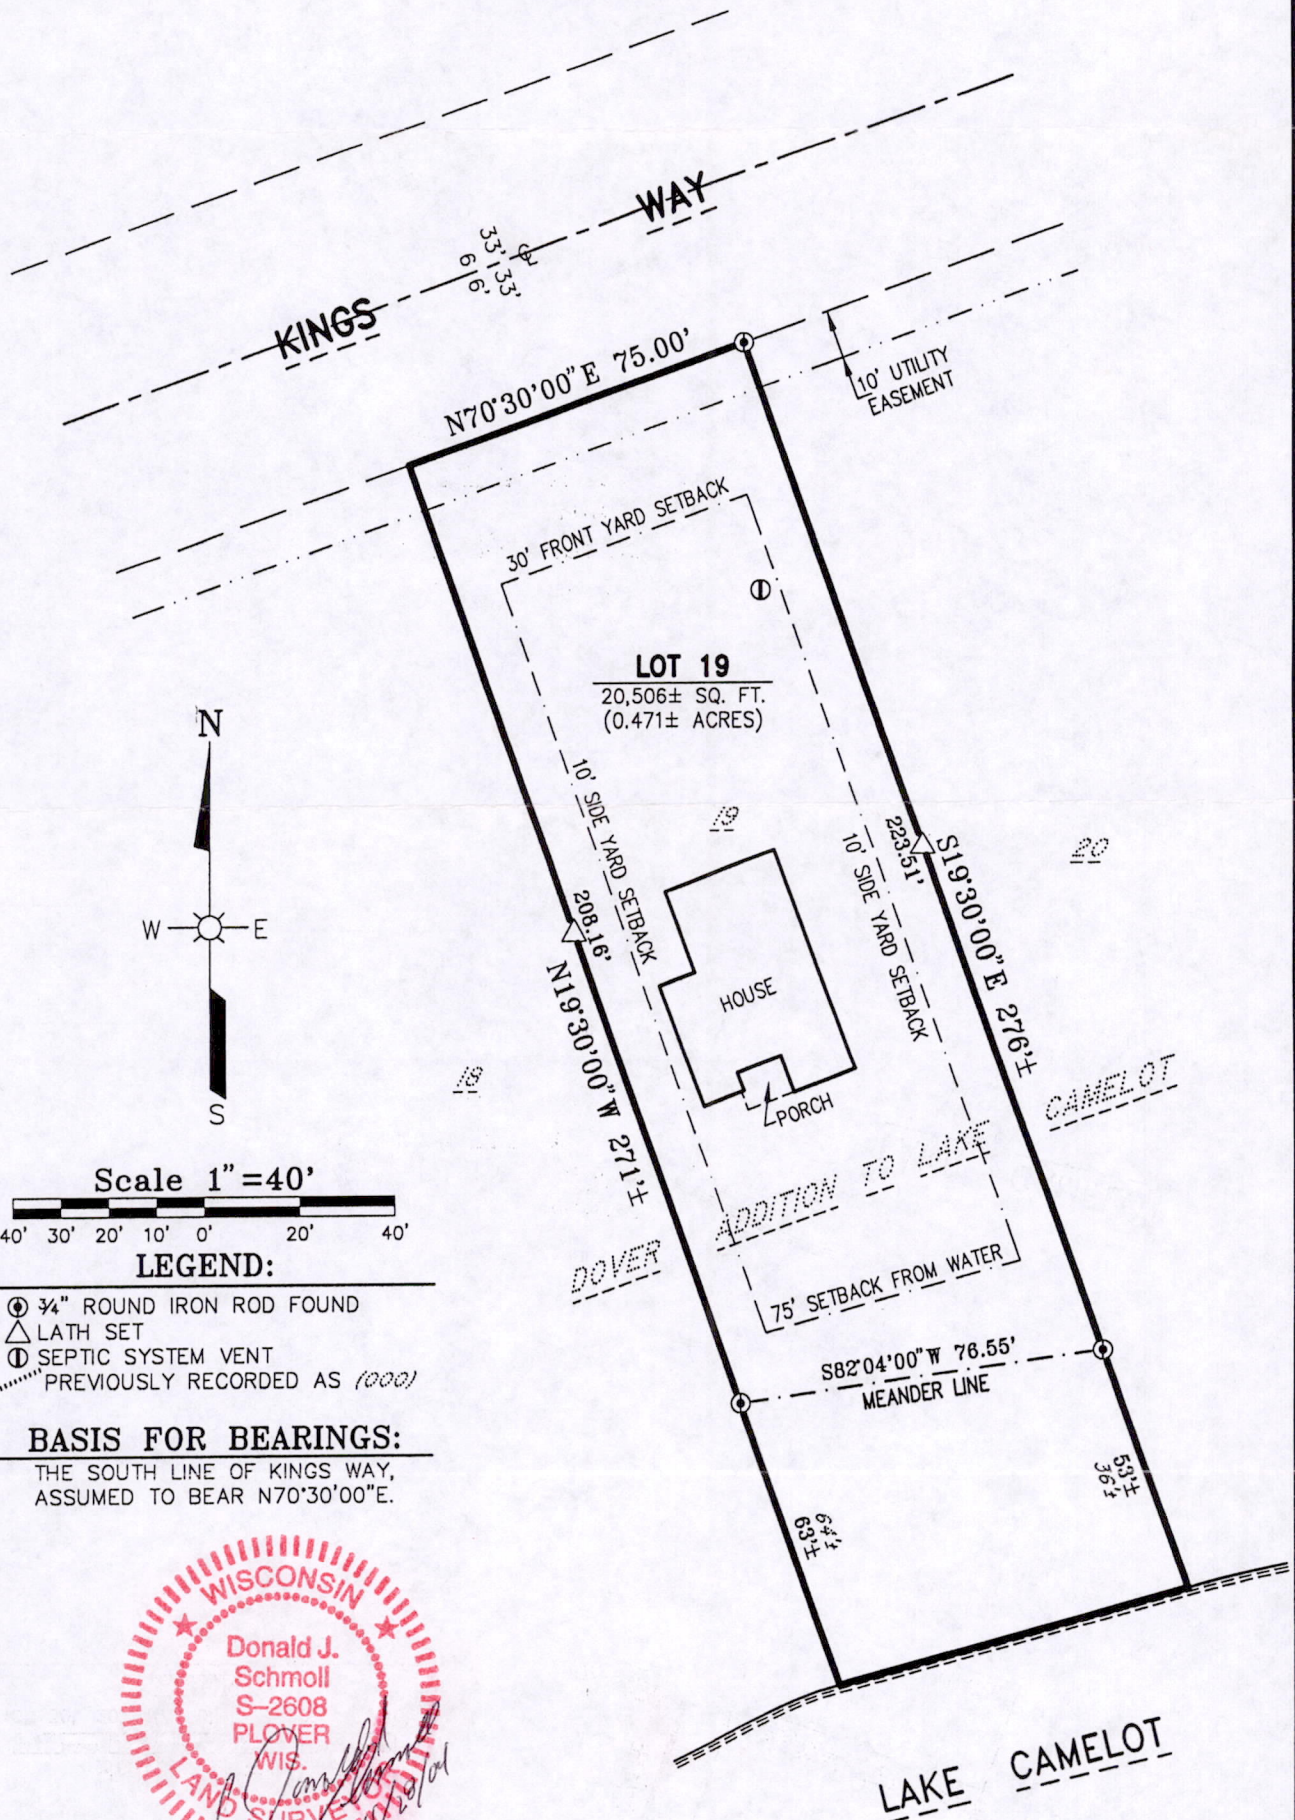 WAY
33' 33'
66'
KINGS
N70°30'00"E 75.00'
10' UTILITY
EASEMENT
30' FRONT YARD SETBACK
LOT 19
20,506± SQ. FT.
(0.471± ACRES)
N
W
E
S
10' SIDE YARD SETBACK
19
10' SIDE YARD SETBACK
223.51'
20
208.16'
S19°30'00"E 276'±
HOUSE
N19°30'00"W 271'±
18
PORCH
DOVER ADDITION TO LAKE CAMELOT
Scale 1"=40'
40' 30' 20' 10' 0' 20' 40'
LEGEND:
¾" ROUND IRON ROD FOUND
LATH SET
SEPTIC SYSTEM VENT
PREVIOUSLY RECORDED AS (000)
75' SETBACK FROM WATER
S82°04'00"W 76.55'
MEANDER LINE
BASIS FOR BEARINGS:
THE SOUTH LINE OF KINGS WAY,
ASSUMED TO BEAR N70°30'00"E.
53'±
36'±
64'±
63'±
WISCONSIN
Donald J.
Schmoll
S-2608
PLOVER
WIS.
LAND SURVEYOR
LAKE CAMELOT